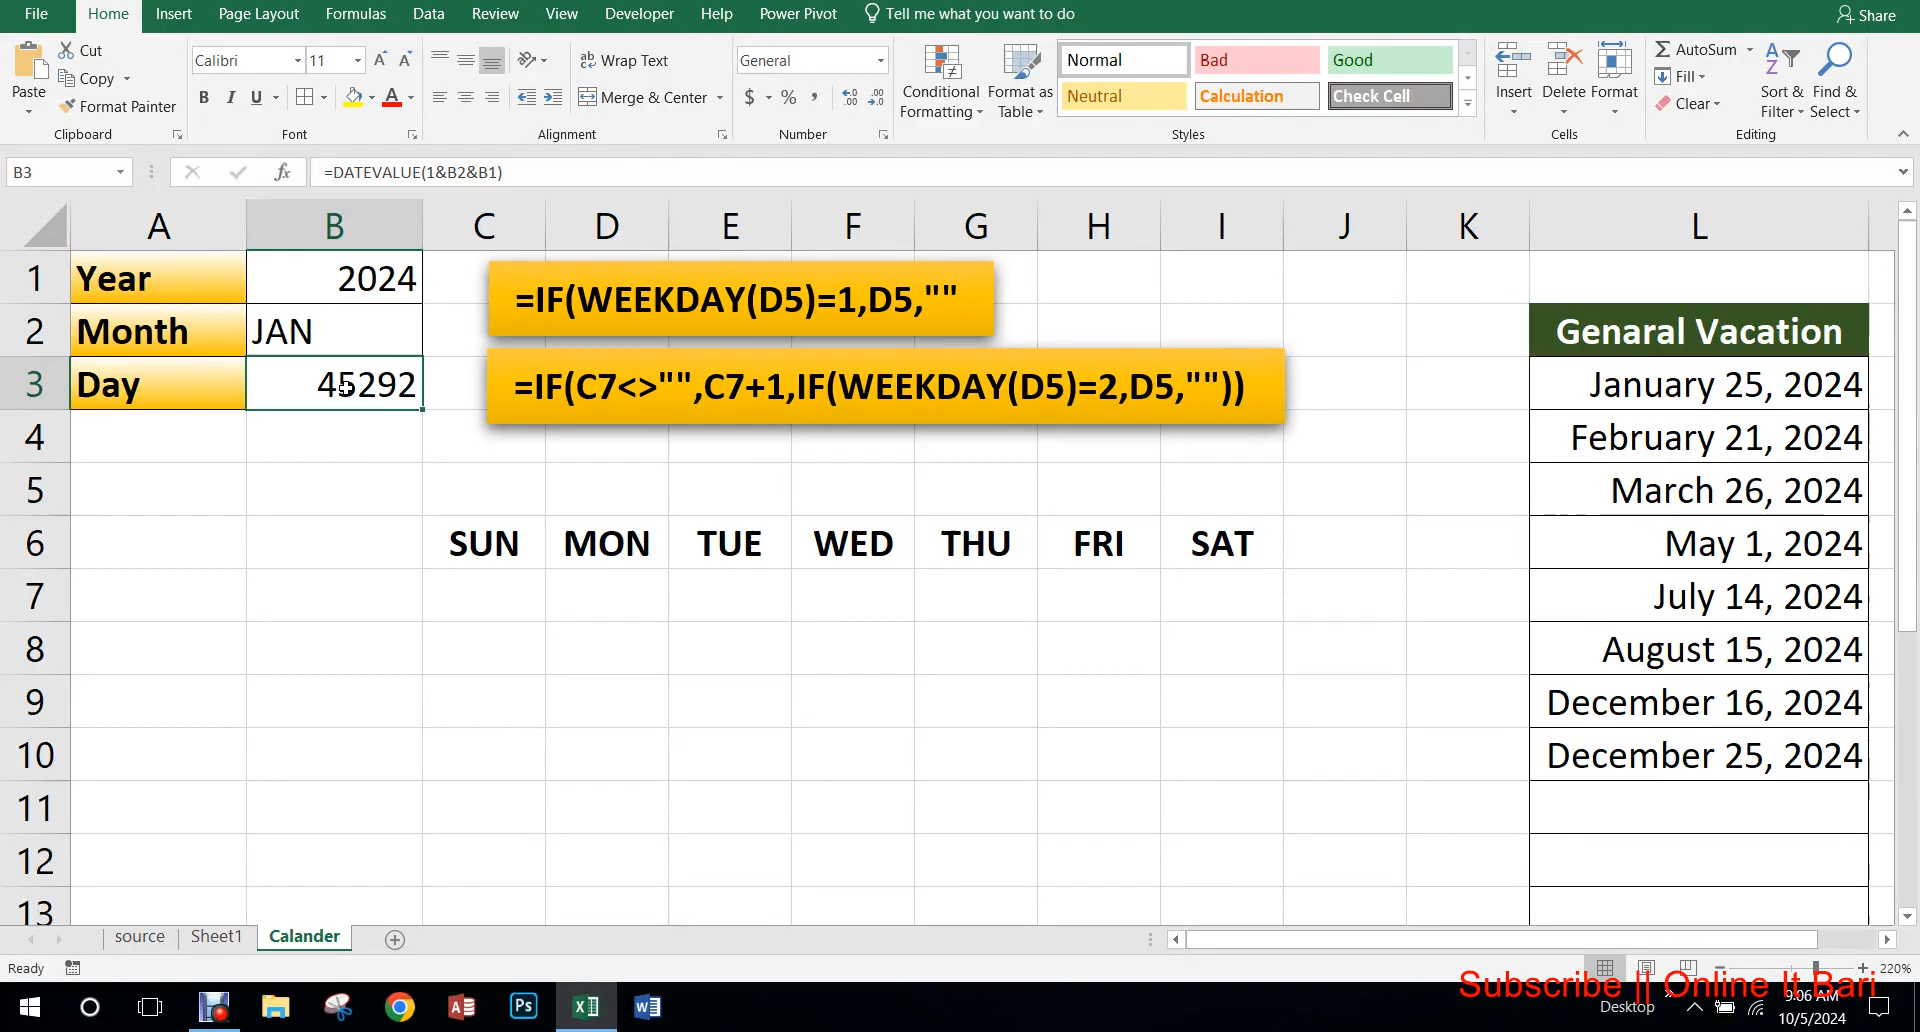 File Home Insert Page Layout Formulas Data Review View Developer Help Power Pivot Tell me what you want to do Share
Paste Cut Copy Format Painter
Clipboard
Calibri 11
B I U
Font
Wrap Text
Merge & Center
Alignment
General
$ % ,
Number
Conditional Formatting
Format as Table
Normal Bad Good
Neutral Calculation Check Cell
Styles
Insert Delete Format
Cells
AutoSum
Fill
Clear
Sort & Filter
Find & Select
Editing
B3 fx =DATEVALUE(1&B2&B1)
A B C D E F G H I J K L
1 Year 2024
=IF(WEEKDAY(D5)=1,D5,""
2 Month JAN Genaral Vacation
3 Day 45292 January 25, 2024
=IF(C7<>"",C7+1,IF(WEEKDAY(D5)=2,D5,""))
4 February 21, 2024
5 March 26, 2024
6 SUN MON TUE WED THU FRI SAT May 1, 2024
7 July 14, 2024
8 August 15, 2024
9 December 16, 2024
10 December 25, 2024
11
12
13
source Sheet1 Calander
Ready 220%
Subscribe || Online It Bari
Desktop 9:06 AM
10/5/2024